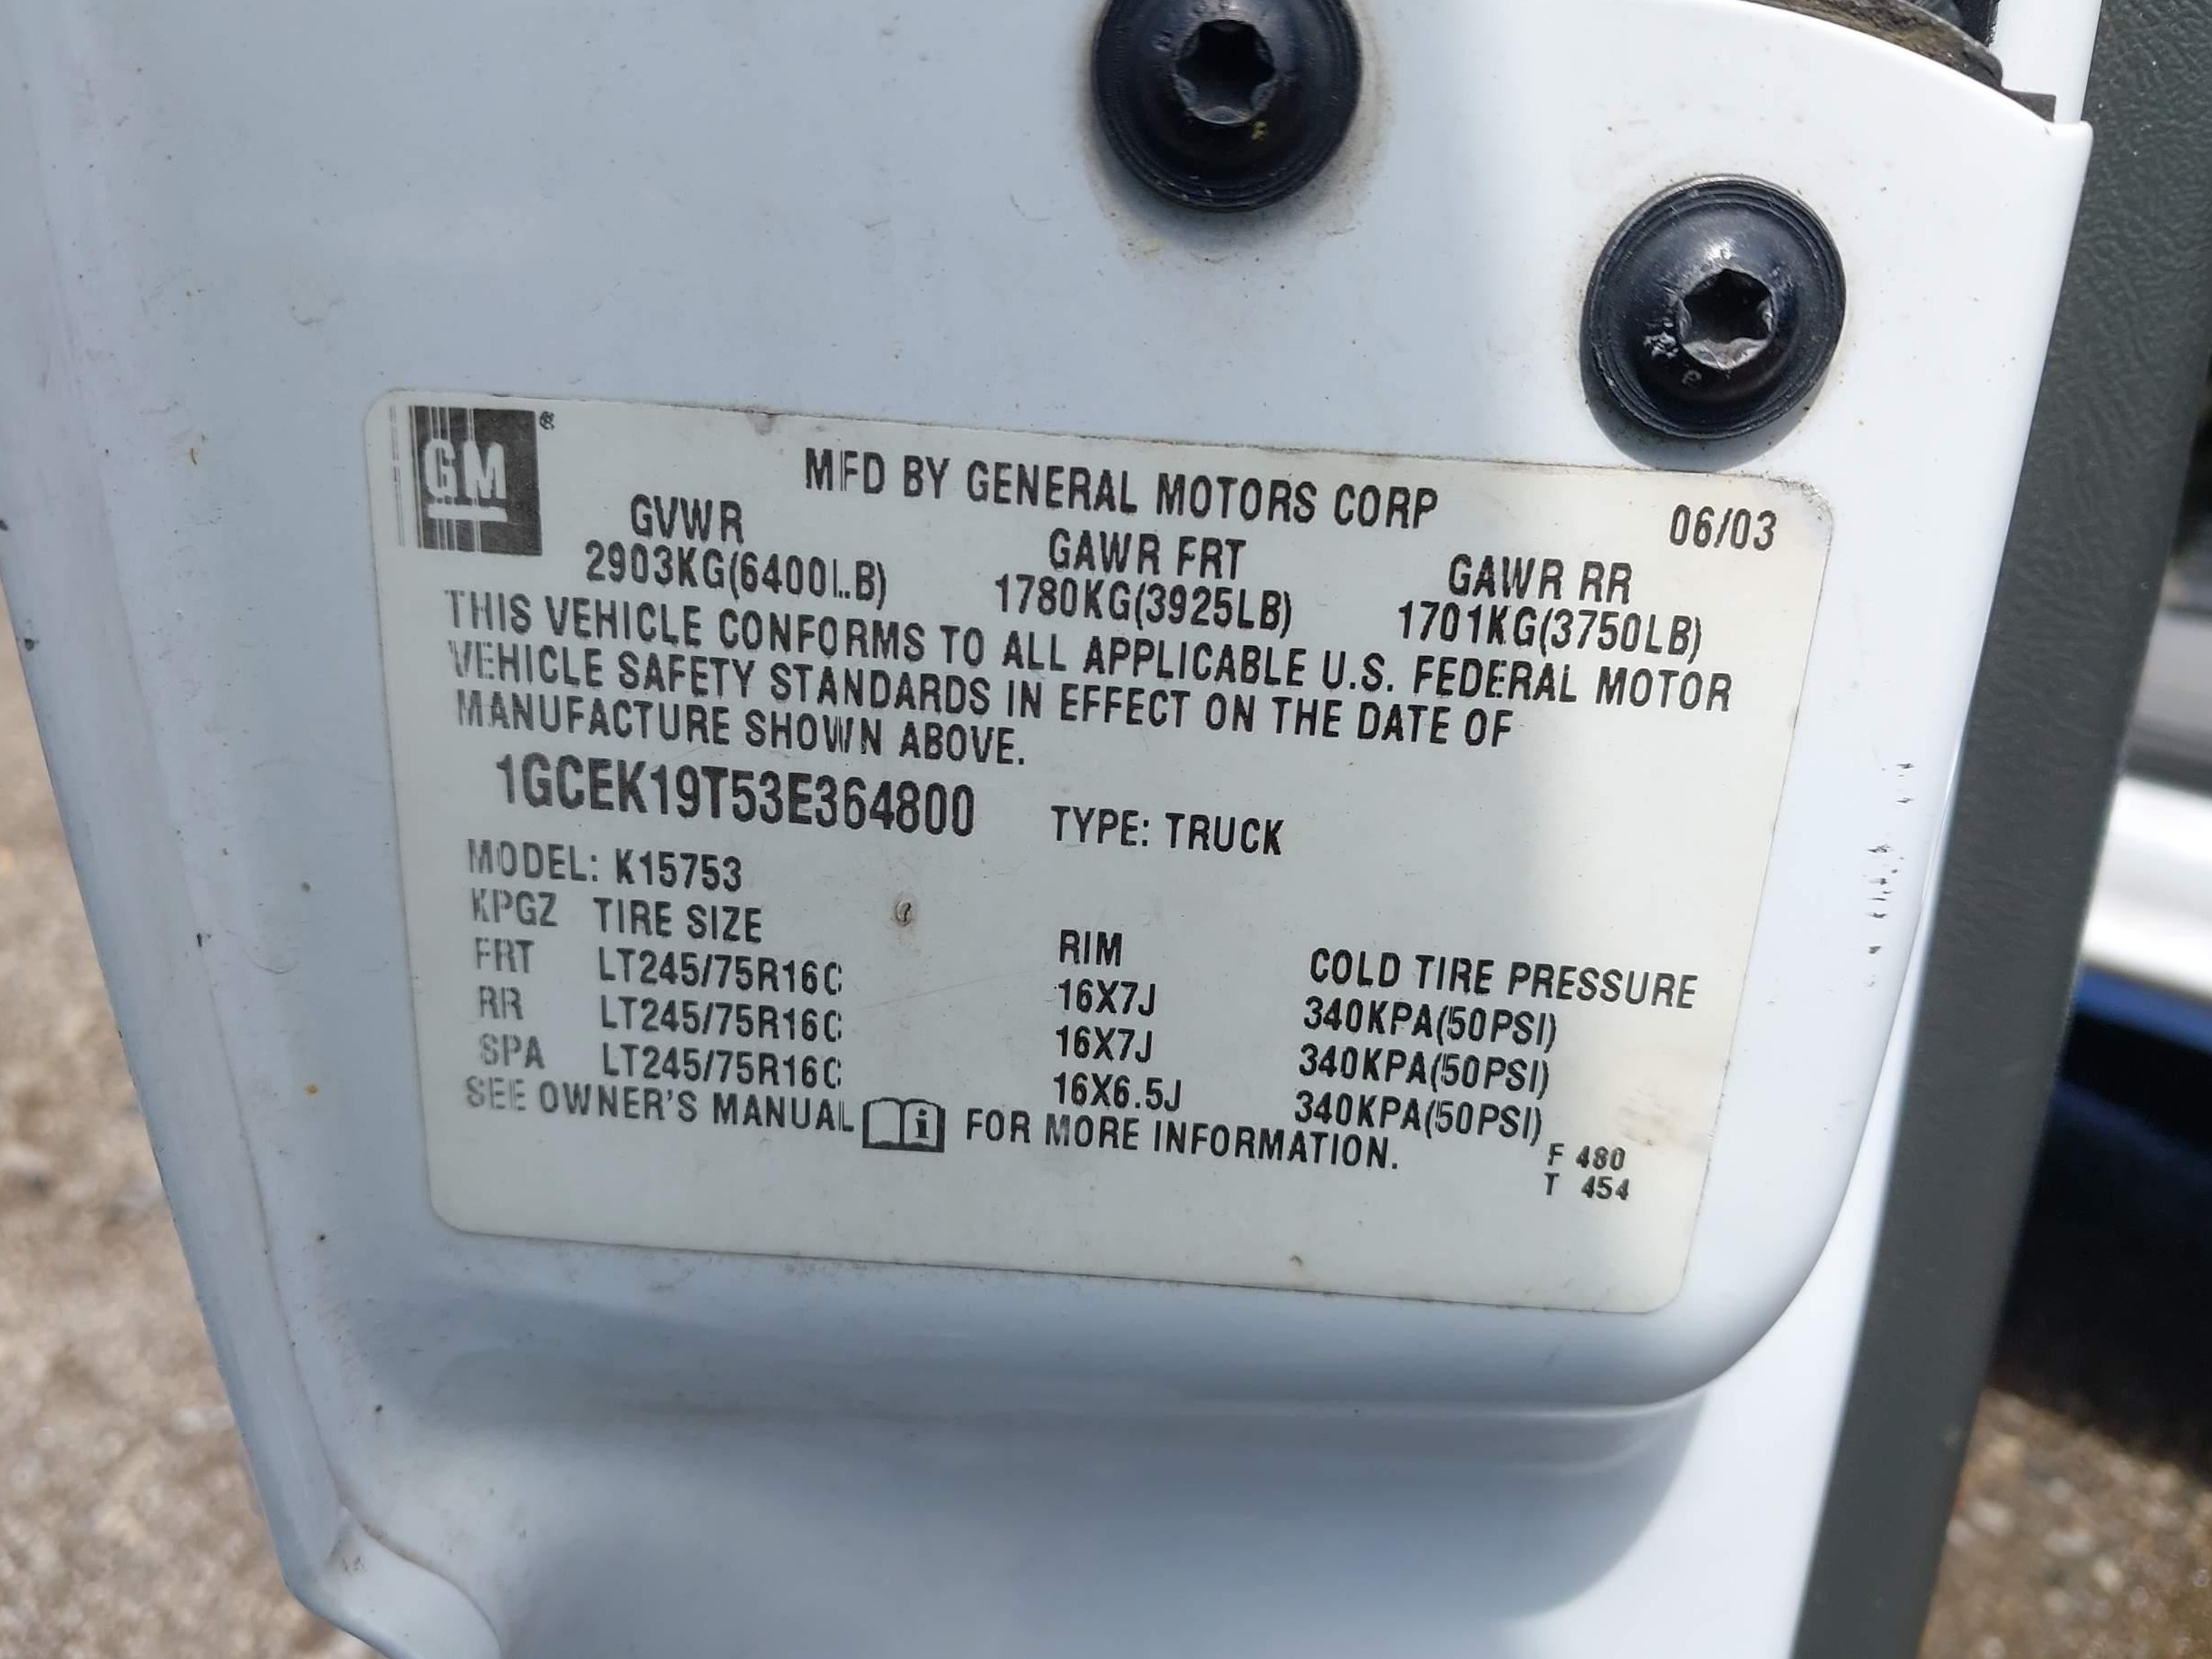 GM®
MFD BY GENERAL MOTORS CORP 06/03
GVWR GAWR FRT GAWR RR
2903KG(6400LB) 1780KG(3925LB) 1701KG(3750LB)
THIS VEHICLE CONFORMS TO ALL APPLICABLE U.S. FEDERAL MOTOR
VEHICLE SAFETY STANDARDS IN EFFECT ON THE DATE OF
MANUFACTURE SHOWN ABOVE.
1GCEK19T53E364800 TYPE: TRUCK
MODEL: K15753
KPGZ TIRE SIZE RIM COLD TIRE PRESSURE
FRT LT245/75R16C 16X7J 340KPA(50PSI)
RR LT245/75R16C 16X7J 340KPA(50PSI)
SPA LT245/75R16C 16X6.5J 340KPA(50PSI)
SEE OWNER'S MANUAL i FOR MORE INFORMATION.
F 480
T 454